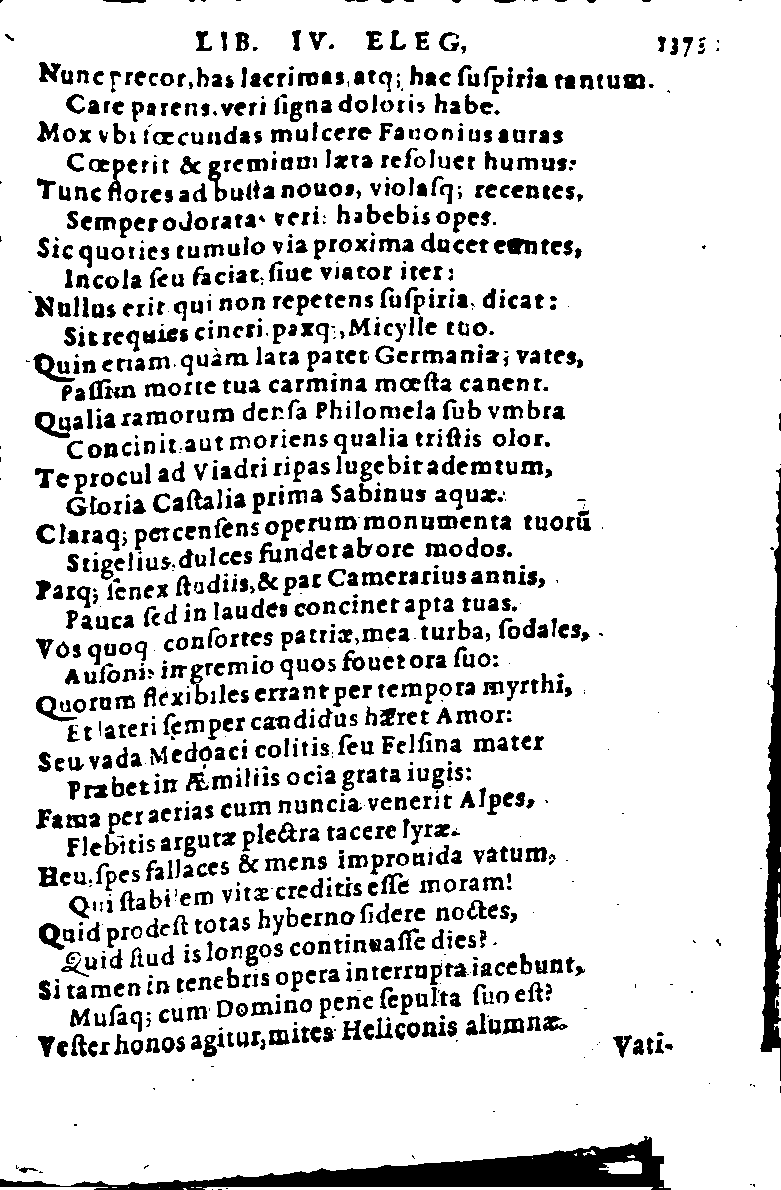 LIB. IV. ELEG, 1375
Nunc precor, has lacrimas, atq; hac ſuſpiria tantum.
Care parens, veri ſigna doloris habe.
Mox vbi fœcundas mulcere Fauonius auras
Cœperit & gremium læta reſoluet humus:
Tunc flores ad buſta nouos, violaſq; recentes,
Semper odorata veris habebis opes.
Sic quoties tumulo via proxima ducet euntes,
Incola ſeu faciat, ſiue viator iter:
Nullus erit qui non repetens ſuſpiria, dicat:
Sit requies cineri, paxq;, Micylle tuo.
Quin etiam, quàm lata patet Germania; vates,
Paſſim morte tua carmina mœſta canent.
Qualia ramorum denſa Philomela ſub vmbra
Concinit, aut moriens qualia triſtis olor.
Te procul ad Viadri ripas lugebit ademtum,
Gloria Caſtalia prima Sabinus aquæ.
Claraq; percenſens operum monumenta tuorū
Stigelius, dulces fundet ab ore modos.
Parq; ſenex ſtudiis, & par Camerarius annis,
Pauca ſed in laudes concinet apta tuas.
Vos quoq conſortes patriæ, mea turba, ſodales,
Auſoniis in gremio quos fouet ora ſuo:
Quorum flexibiles errant per tempora myrthi,
Et lateri ſemper candidus hæret Amor:
Seu vada Medoaci colitis, ſeu Felſina mater
Præbet in Æmiliis ocia grata iugis:
Fama per aerias cum nuncia venerit Alpes,
Flebitis argutæ plectra tacere lyræ.
Heu, ſpes fallaces & mens improuida vatum,
Qui ſtabilem vitæ creditis eſſe moram!
Quid prodeſt totas hyberno ſidere noctes,
Quid ſtudiis longos continuaſſe dies?
Si tamen in tenebris opera interrupta iacebunt,
Muſaq; cum Domino pene ſepulta ſuo eſt?
Veſter honos agitur, mites Heliconis alumnæ.
Vati-